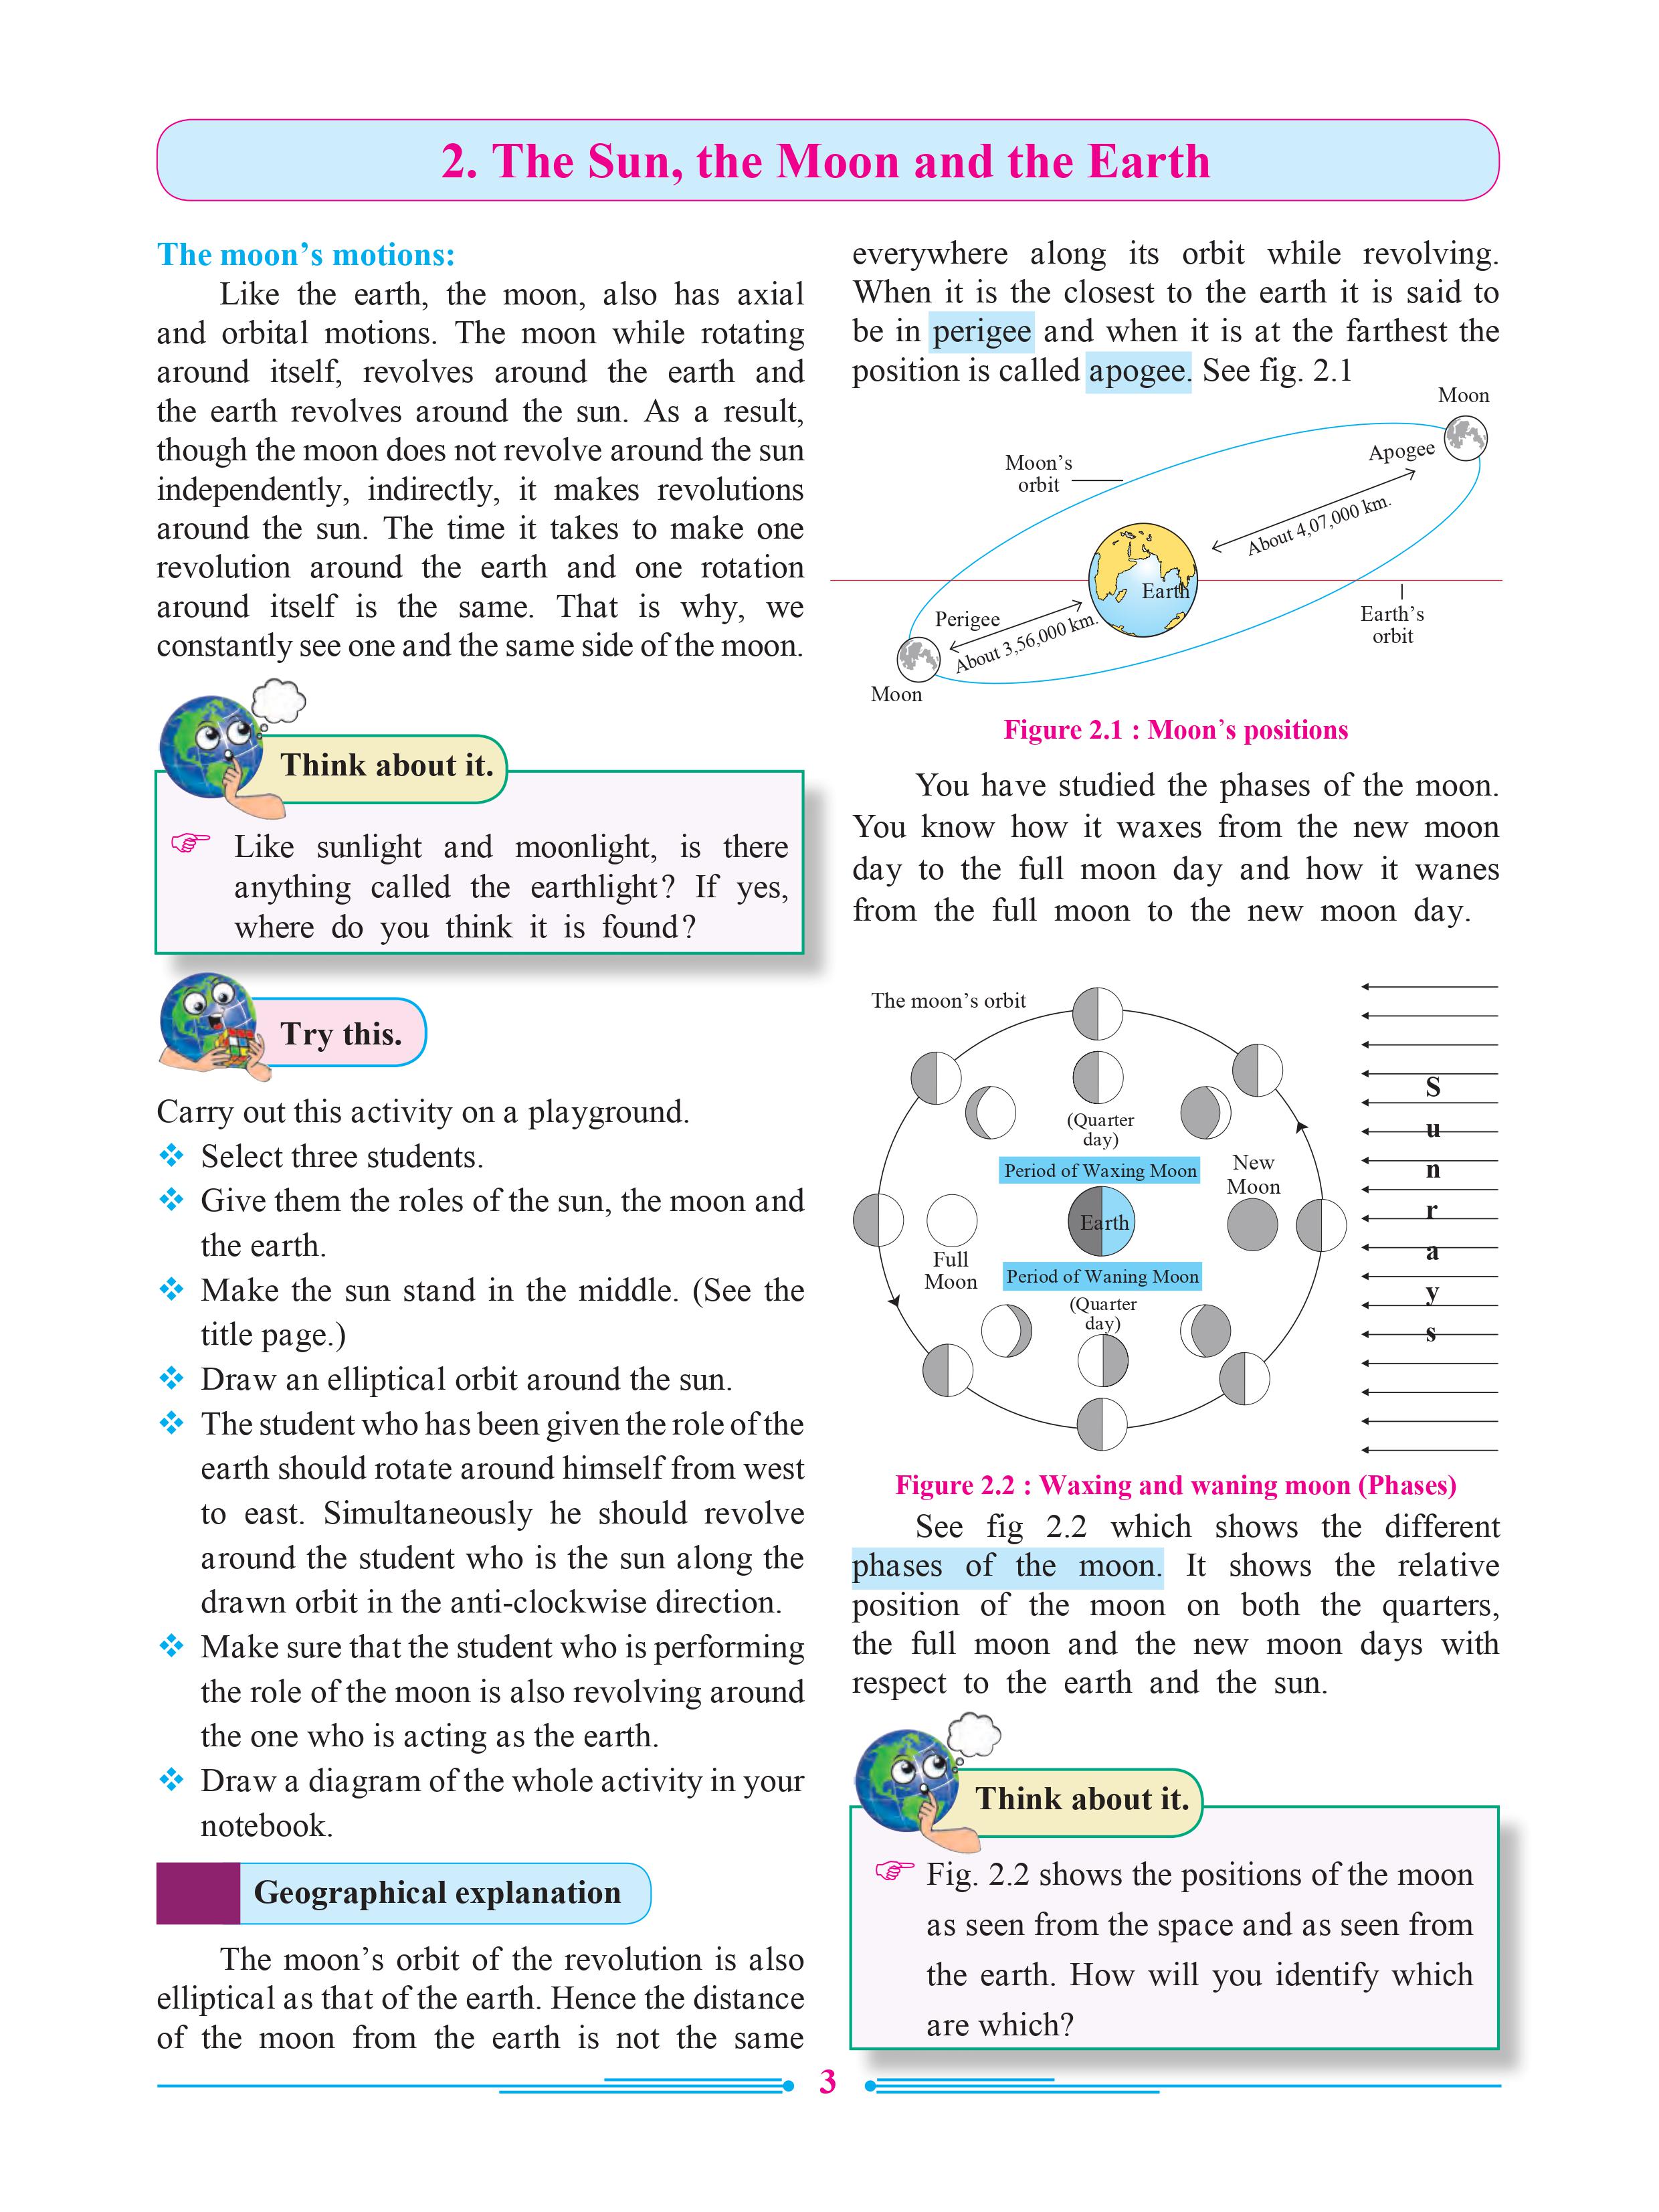 2. The Sun, the Moon and the Earth
The moon’s motions:
Like the earth, the moon, also has axial
and orbital motions. The moon while rotating
around itself, revolves around the earth and
the earth revolves around the sun. As a result,
though the moon does not revolve around the sun
independently, indirectly, it makes revolutions
around the sun. The time it takes to make one
revolution around the earth and one rotation
around itself is the same. That is why, we
constantly see one and the same side of the moon.
Think about it.
Like sunlight and moonlight, is there
anything called the earthlight? If yes,
where do you think it is found?
Try this.
Carry out this activity on a playground.
Select three students.
Give them the roles of the sun, the moon and
the earth.
Make the sun stand in the middle. (See the
title page.)
Draw an elliptical orbit around the sun.
The student who has been given the role of the
earth should rotate around himself from west
to east. Simultaneously he should revolve
around the student who is the sun along the
drawn orbit in the anti-clockwise direction.
Make sure that the student who is performing
the role of the moon is also revolving around
the one who is acting as the earth.
Draw a diagram of the whole activity in your
notebook.
Geographical explanation
The moon’s orbit of the revolution is also
elliptical as that of the earth. Hence the distance
of the moon from the earth is not the same
everywhere along its orbit while revolving.
When it is the closest to the earth it is said to
be in perigee and when it is at the farthest the
position is called apogee. See fig. 2.1
Moon
Apogee
Moon’s
orbit
About 4,07,000 km.
Earth
Earth’s
orbit
Perigee
About 3,56,000 km.
Moon
Figure 2.1 : Moon’s positions
You have studied the phases of the moon.
You know how it waxes from the new moon
day to the full moon day and how it wanes
from the full moon to the new moon day.
The moon’s orbit
(Quarter
day)
Period of Waxing Moon
New
Moon
Earth
Full
Moon
Period of Waning Moon
(Quarter
day)
S
u
n
r
a
y
s
Figure 2.2 : Waxing and waning moon (Phases)
See fig 2.2 which shows the different
phases of the moon. It shows the relative
position of the moon on both the quarters,
the full moon and the new moon days with
respect to the earth and the sun.
Think about it.
Fig. 2.2 shows the positions of the moon
as seen from the space and as seen from
the earth. How will you identify which
are which?
3